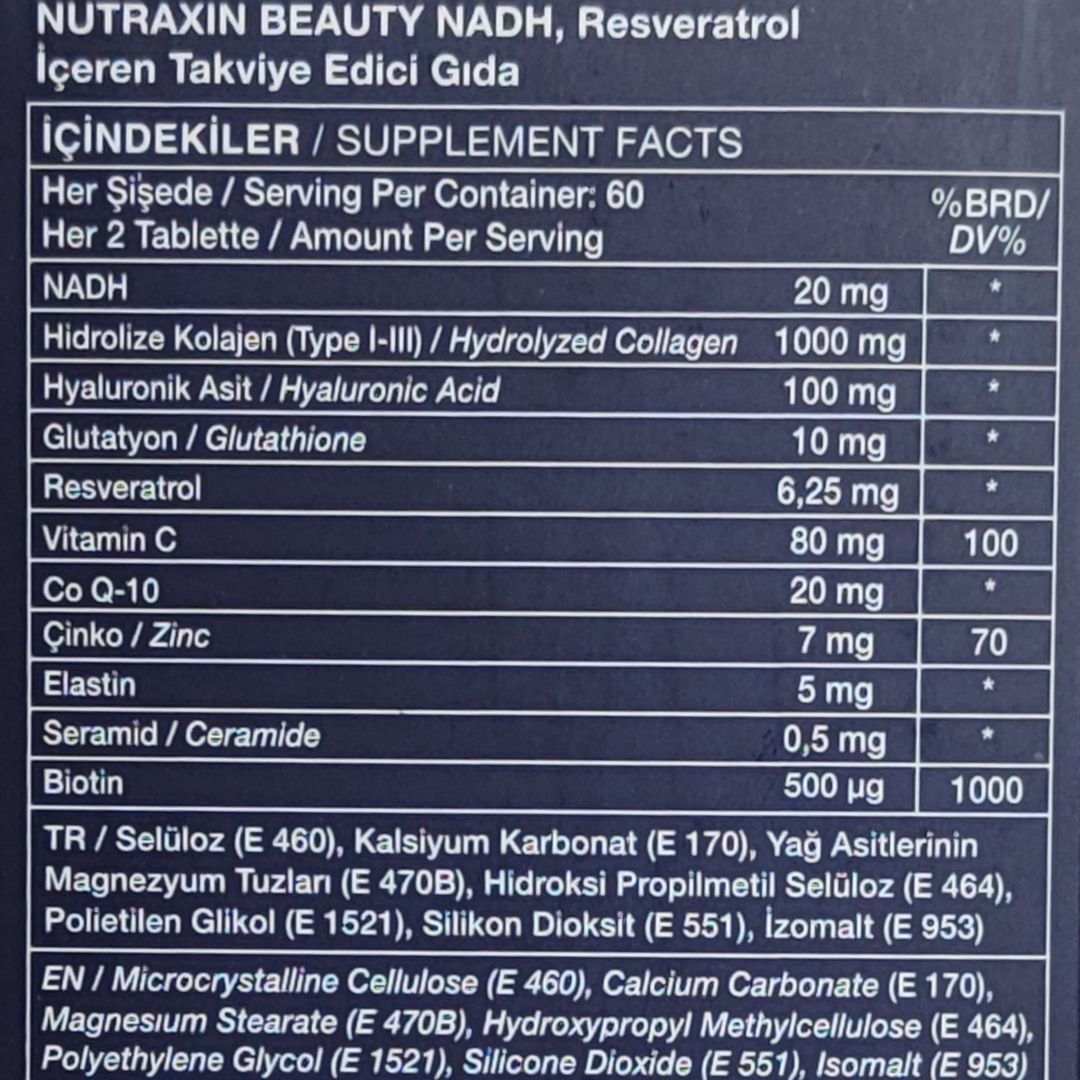 NUTRAXIN BEAUTY NADH, Resveratrol
İçeren Takviye Edici Gıda
İÇİNDEKİLER / SUPPLEMENT FACTS
Her Şişede / Serving Per Container: 60
Her 2 Tablette / Amount Per Serving
%BRD/
DV%
NADH 20 mg *
Hidrolize Kolajen (Type I-III) / Hydrolyzed Collagen 1000 mg *
Hyaluronik Asit / Hyaluronic Acid 100 mg *
Glutatyon / Glutathione 10 mg *
Resveratrol 6,25 mg *
Vitamin C 80 mg 100
Co Q-10 20 mg *
Çinko / Zinc 7 mg 70
Elastin 5 mg *
Seramid / Ceramide 0,5 mg *
Biotin 500 µg 1000
TR / Selüloz (E 460), Kalsiyum Karbonat (E 170), Yağ Asitlerinin
Magnezyum Tuzları (E 470B), Hidroksi Propilmetil Selüloz (E 464),
Polietilen Glikol (E 1521), Silikon Dioksit (E 551), İzomalt (E 953)
EN / Microcrystalline Cellulose (E 460), Calcium Carbonate (E 170),
Magnesıum Stearate (E 470B), Hydroxypropyl Methylcellulose (E 464),
Polyethylene Glycol (E 1521), Silicone Dioxide (E 551), Isomalt (E 953)